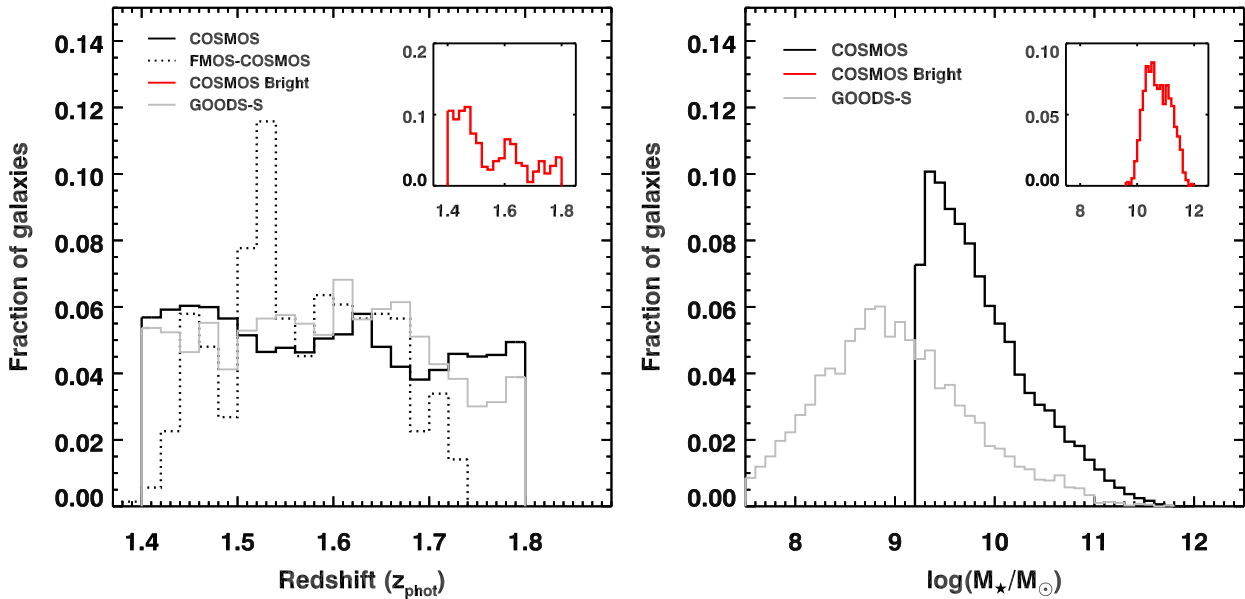 0.14
0.12
0.10
0.08
0.06
0.04
0.02
0.00
Fraction of galaxies
COSMOS
FMOS-COSMOS
COSMOS Bright
GOODS-S
0.2
0.1
0.0
1.4 1.6 1.8
1.4 1.5 1.6 1.7 1.8
Redshift (z_phot)
0.14
0.12
0.10
0.08
0.06
0.04
0.02
0.00
Fraction of galaxies
COSMOS
COSMOS Bright
GOODS-S
0.10
0.05
0.00
8 10 12
8 9 10 11 12
log(M★/M⊙)